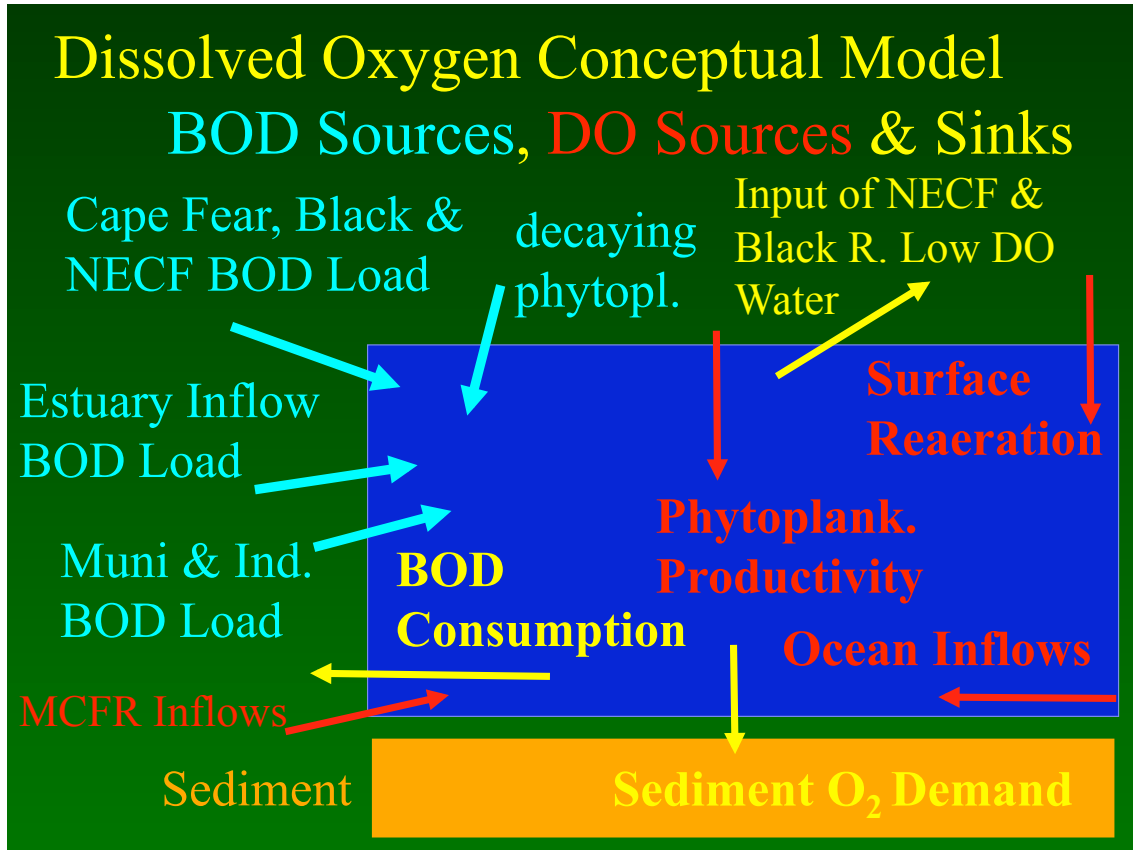 Dissolved Oxygen Conceptual Model
BOD Sources, DO Sources & Sinks
Cape Fear, Black &
NECF BOD Load
decaying
phytopl.
Input of NECF &
Black R. Low DO
Water
Estuary Inflow
BOD Load
Surface
Reaeration
Muni & Ind.
BOD Load
Phytoplank.
Productivity
BOD
Consumption
Ocean Inflows
MCFR Inflows
Sediment
Sediment O₂ Demand